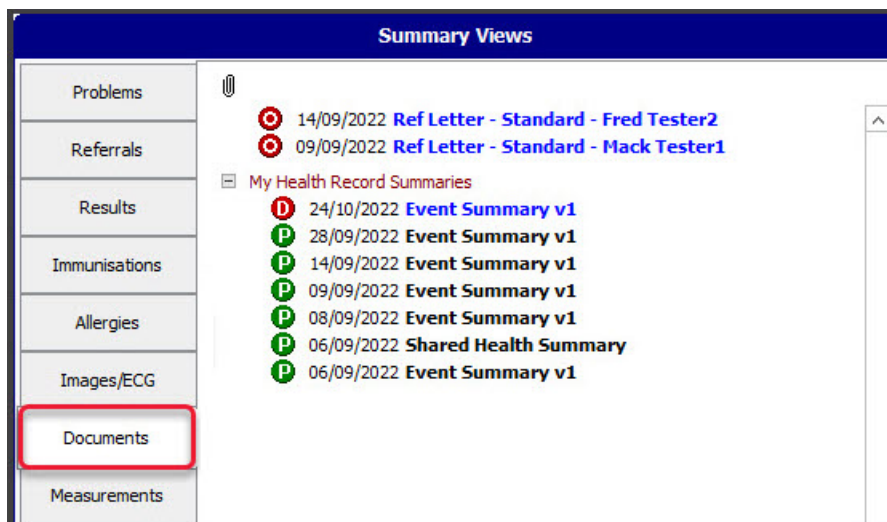 Summary Views
Problems
Referrals
Results
Immunisations
Allergies
Images/ECG
Documents
Measurements
14/09/2022 Ref Letter - Standard - Fred Tester2
09/09/2022 Ref Letter - Standard - Mack Tester1
My Health Record Summaries
D 24/10/2022 Event Summary v1
P 28/09/2022 Event Summary v1
P 14/09/2022 Event Summary v1
P 09/09/2022 Event Summary v1
P 08/09/2022 Event Summary v1
P 06/09/2022 Shared Health Summary
P 06/09/2022 Event Summary v1